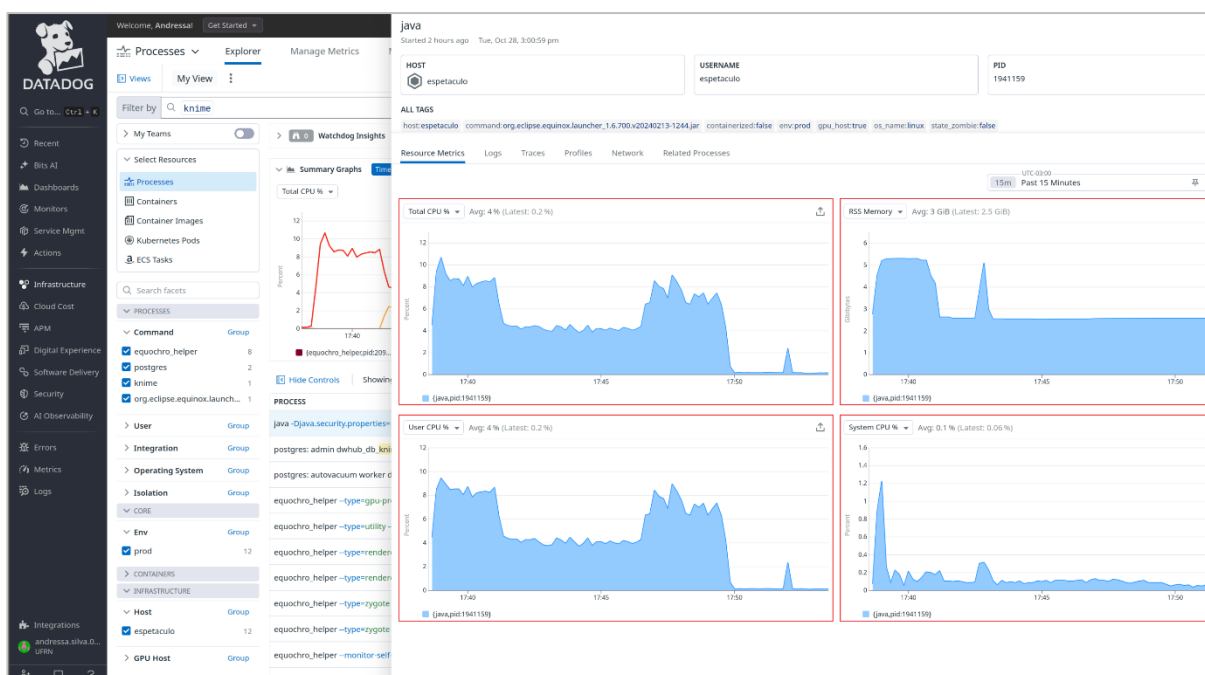 DATADOG
Go to... Ctrl + K
Recent
Bits AI
Dashboards
Monitors
Service Mgmt
Actions
Infrastructure
Cloud Cost
APM
Digital Experience
Software Delivery
Security
AI Observability
Errors
Metrics
Logs
Integrations
andressa.silva.0...
UFRN
Welcome, Andressa! Get Started
Processes Explorer Manage Metrics
Views My View
Filter by knime
My Teams
Select Resources
Processes
Containers
Container Images
Kubernetes Pods
ECS Tasks
Search facets
PROCESSES
Command Group
equochro_helper 8
postgres 2
knime 1
org.eclipse.equinox.launch... 1
User Group
Integration Group
Operating System Group
Isolation Group
CORE
Env Group
prod 12
CONTAINERS
INFRASTRUCTURE
Host Group
espetaculo 12
GPU Host Group
0 Watchdog Insights
Summary Graphs Time
Total CPU %
12
10
8
6
4
2
0
Percent
17:40
{equochro_helper,pid:209...
Hide Controls Showin
PROCESS
java -Djava.security.properties=
postgres: admin dwhub_db_kni
postgres: autovacuum worker d
equochro_helper --type=gpu-pr
equochro_helper --type=utility -
equochro_helper --type=render
equochro_helper --type=render
equochro_helper --type=zygote
equochro_helper --type=zygote
equochro_helper --monitor-self
java
Started 2 hours ago Tue, Oct 28, 3:00:59 pm
HOST
espetaculo
USERNAME
espetaculo
PID
1941159
ALL TAGS
host:espetaculo command:org.eclipse.equinox.launcher_1.6.700.v20240213-1244.jar containerized:false env:prod gpu_host:true os_name:linux state_zombie:false
Resource Metrics Logs Traces Profiles Network Related Processes
UTC-03:00
15m Past 15 Minutes
Total CPU % Avg: 4 % (Latest: 0.2 %)
12
10
8
6
4
2
0
Percent
17:40 17:45 17:50
{java,pid:1941159}
RSS Memory Avg: 3 GiB (Latest: 2.5 GiB)
6
5
4
3
2
1
0
Gibibytes
17:40 17:45 17:50
{java,pid:1941159}
User CPU % Avg: 4 % (Latest: 0.2 %)
12
10
8
6
4
2
0
Percent
17:40 17:45 17:50
{java,pid:1941159}
System CPU % Avg: 0.1 % (Latest: 0.06 %)
1.6
1.4
1.2
1
0.8
0.6
0.4
0.2
0
Percent
17:40 17:45 17:50
{java,pid:1941159}